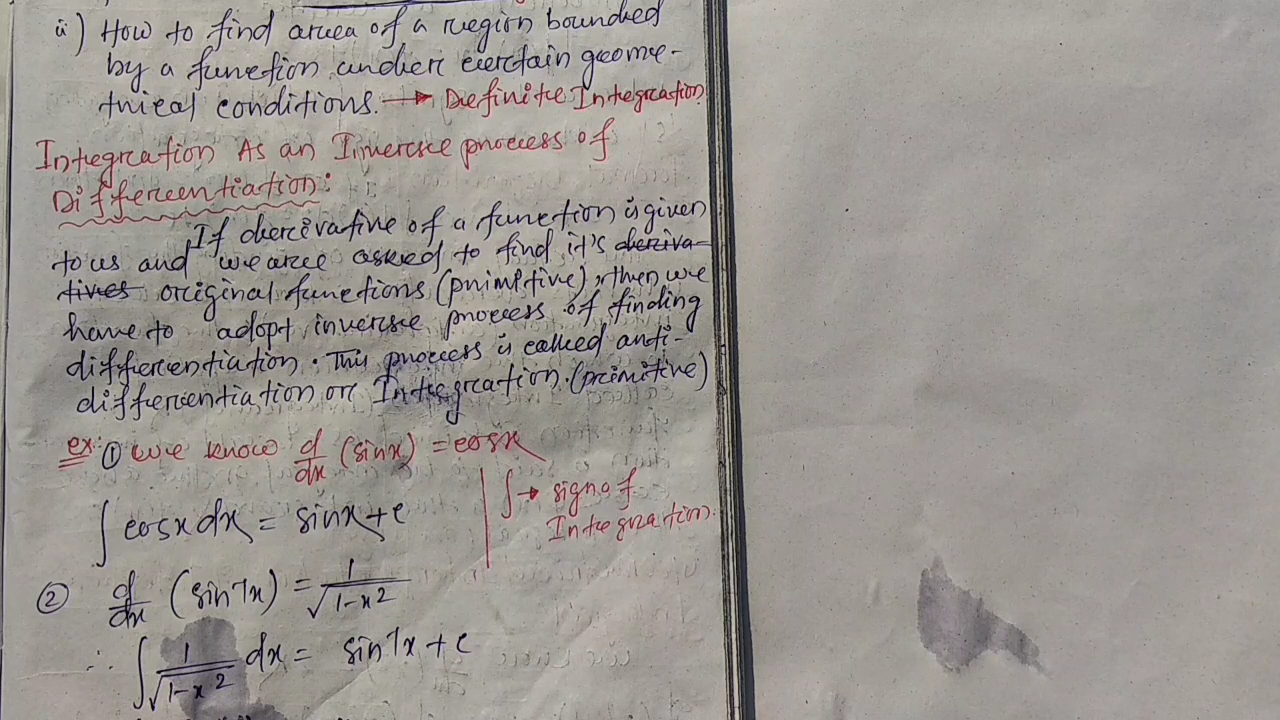 ii) How to find area of a region bounded
by a function under certain geome-
trical conditions. → Definite Integration
Integration As an Inverse process of
Differentiation:
If derivative of a function is given
to us and we are asked to find it's deriva-
tives original functions (primitive), then we
have to adopt inverse process of finding
differentiation. This process is called anti-
differentiation or Integration. (primitive)
ex: ① we know d/dx (sinx) = cosx
∫ cosx dx = sinx + c
∫ → sign of
Integration.
② d/dx (sin⁻¹x) = 1/√(1-x²)
∴ ∫ 1/√(1-x²) dx = sin⁻¹x + c